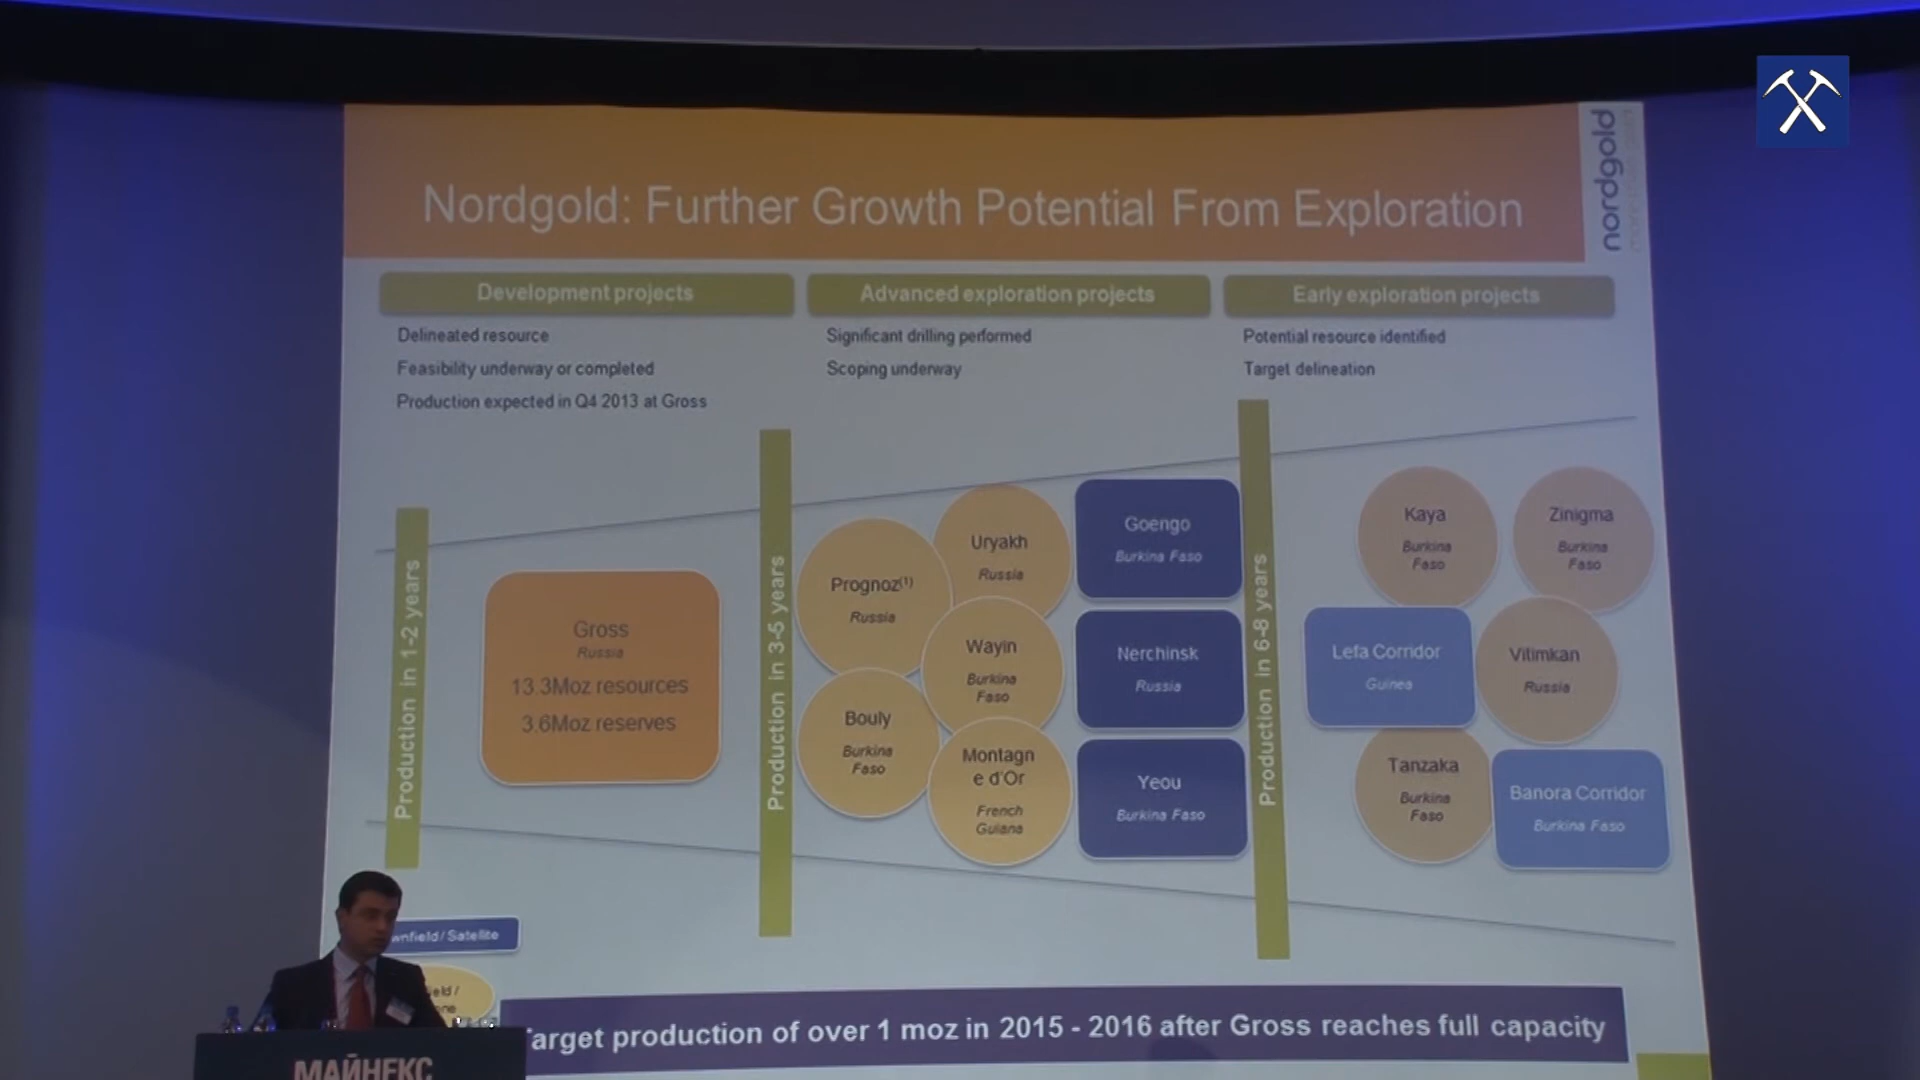 nordgold
Nordgold: Further Growth Potential From Exploration
Development projects
Delineated resource
Feasibility underway or completed
Production expected in Q4 2013 at Gross
Advanced exploration projects
Significant drilling performed
Scoping underway
Early exploration projects
Potential resource identified
Target delineation
Production in 1-2 years
Gross
Russia
13.3Moz resources
3.6Moz reserves
Production in 3-5 years
Prognoz(1)
Russia
Uryakh
Russia
Wayin
Burkina
Faso
Bouly
Burkina
Faso
Montagn
e d'Or
French
Guiana
Goengo
Burkina Faso
Nerchinsk
Russia
Yeou
Burkina Faso
Production in 6-8 years
Kaya
Burkina
Faso
Zinigma
Burkina
Faso
Lefa Corridor
Guinea
Vitimkan
Russia
Tanzaka
Burkina
Faso
Banora Corridor
Burkina Faso
wnfield / Satellite
eld /
arget production of over 1 moz in 2015 - 2016 after Gross reaches full capacity
МАЙНЕКС